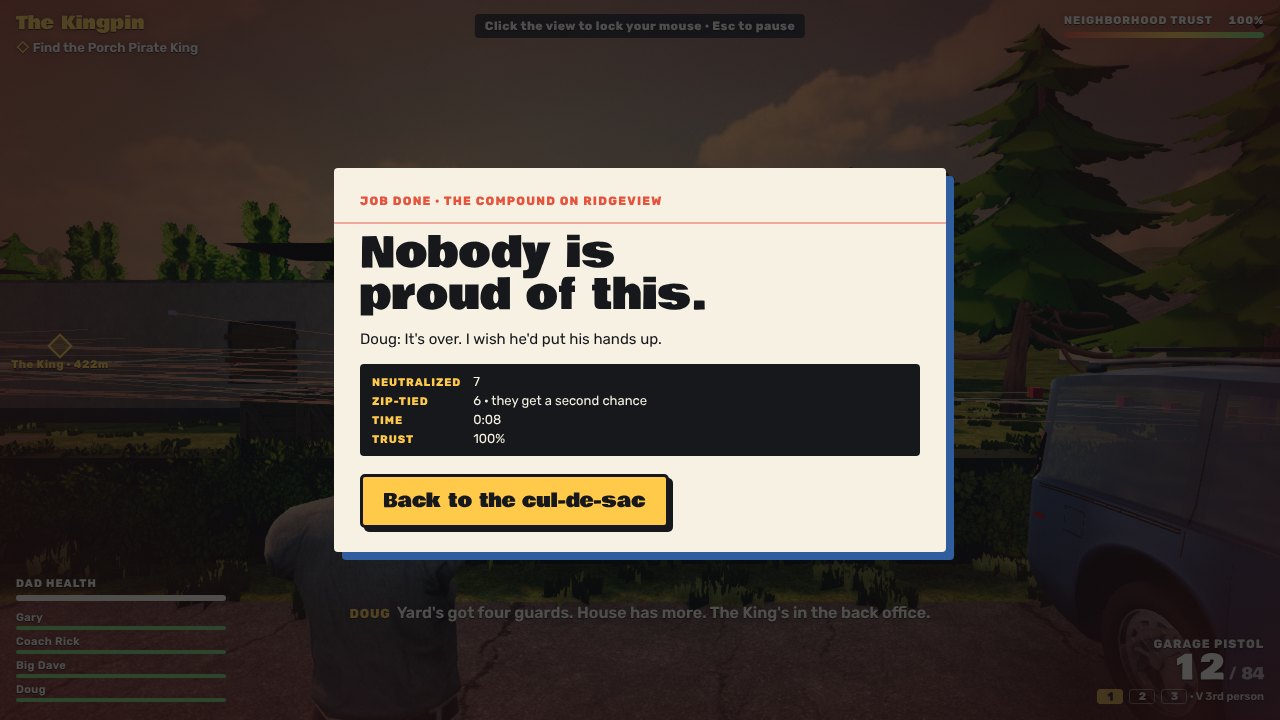 The Kingpin
Find the Porch Pirate King
Click the view to lock your mouse · Esc to pause
NEIGHBORHOOD TRUST 100%
JOB DONE · THE COMPOUND ON RIDGEVIEW
Nobody is
proud of this.
Doug: It's over. I wish he'd put his hands up.
NEUTRALIZED 7
ZIP-TIED 6 · they get a second chance
TIME 0:08
TRUST 100%
Back to the cul-de-sac
The King · 422m
DOUG Yard's got four guards. House has more. The King's in the back office.
DAD HEALTH
Gary
Coach Rick
Big Dave
Doug
GARAGE PISTOL
12 / 84
1 2 3 · V 3rd person